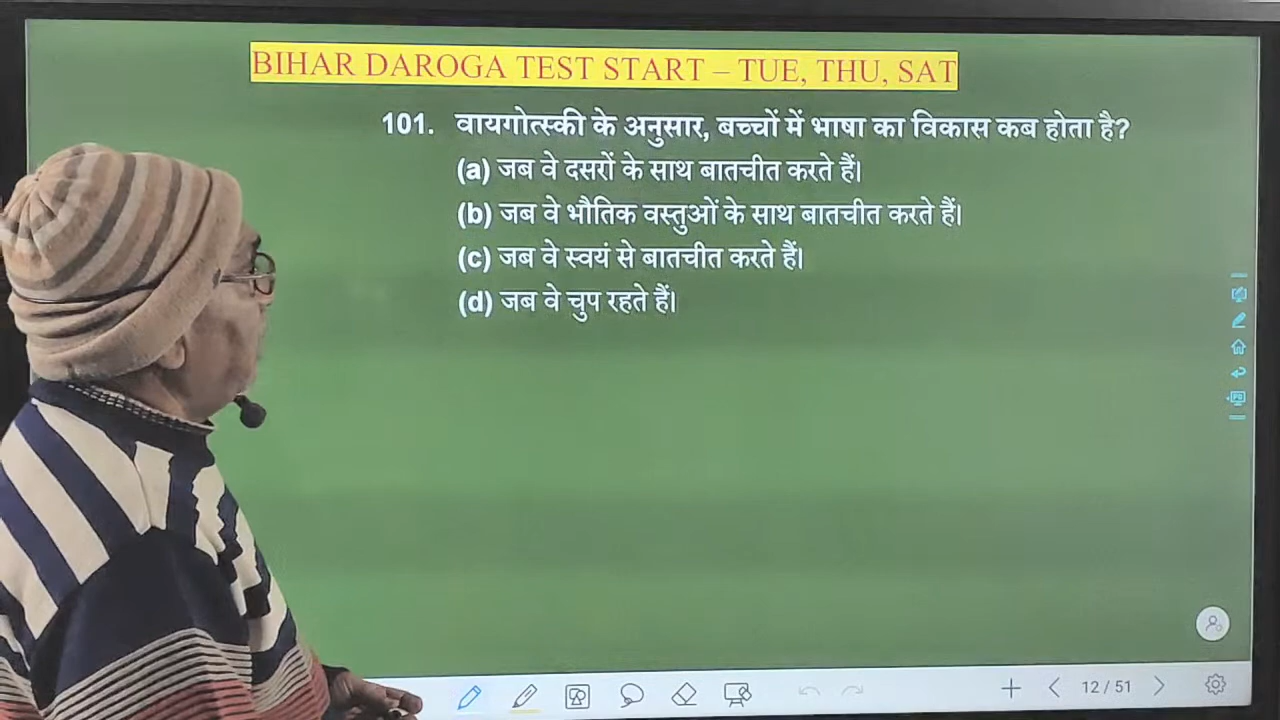 BIHAR DAROGA TEST START – TUE, THU, SAT
101. वायगोत्स्की के अनुसार, बच्चों में भाषा का विकास कब होता है?
(a) जब वे दसरों के साथ बातचीत करते हैं।
(b) जब वे भौतिक वस्तुओं के साथ बातचीत करते हैं।
(c) जब वे स्वयं से बातचीत करते हैं।
(d) जब वे चुप रहते हैं।
12 / 51